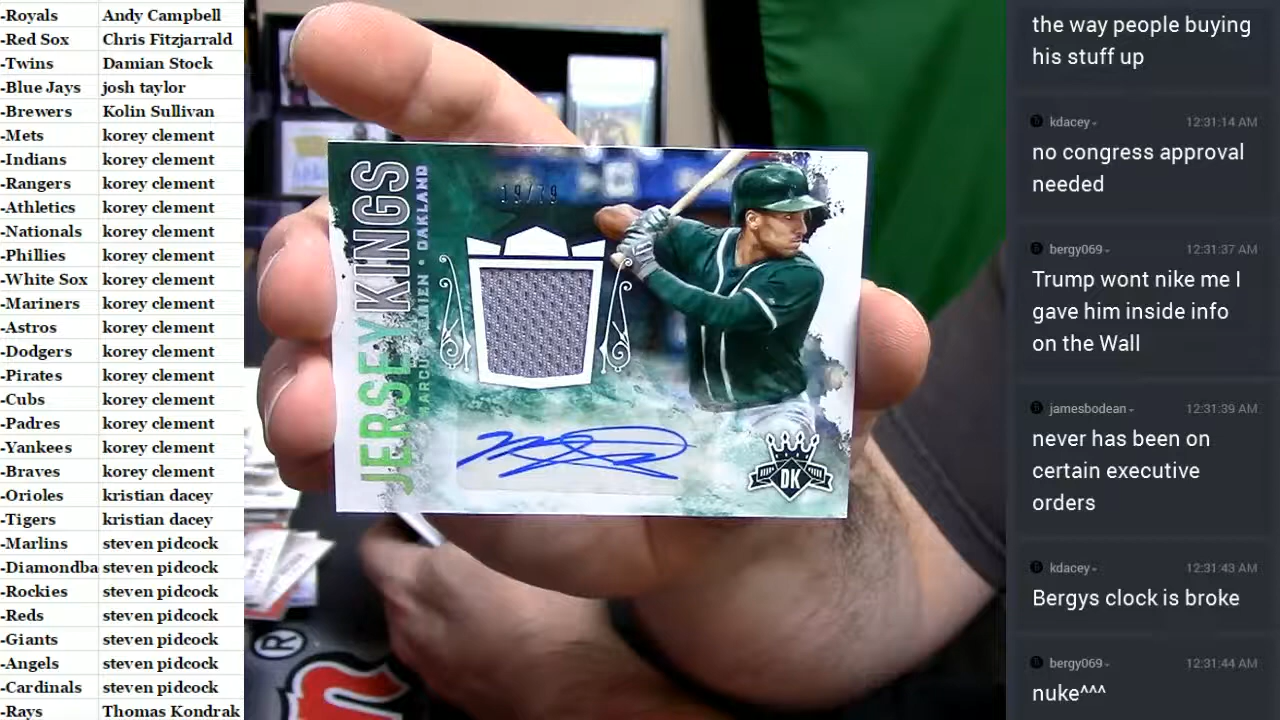 -Royals Andy Campbell
-Red Sox Chris Fitzjarrald
-Twins Damian Stock
-Blue Jays josh taylor
-Brewers Kolin Sullivan
-Mets korey clement
-Indians korey clement
-Rangers korey clement
-Athletics korey clement
-Nationals korey clement
-Phillies korey clement
-White Sox korey clement
-Mariners korey clement
-Astros korey clement
-Dodgers korey clement
-Pirates korey clement
-Cubs korey clement
-Padres korey clement
-Yankees korey clement
-Braves korey clement
-Orioles kristian dacey
-Tigers kristian dacey
-Marlins steven pidcock
-Diamondba steven pidcock
-Rockies steven pidcock
-Reds steven pidcock
-Giants steven pidcock
-Angels steven pidcock
-Cardinals steven pidcock
-Rays Thomas Kondrak
JERSEY KINGS
OAKLAND
19/79
DK
®
the way people buying
his stuff up
kdacey 12:31:14 AM
no congress approval
needed
bergy069 12:31:37 AM
Trump wont nike me I
gave him inside info
on the Wall
jamesbodean 12:31:39 AM
never has been on
certain executive
orders
kdacey 12:31:43 AM
Bergys clock is broke
bergy069 12:31:44 AM
nuke^^^